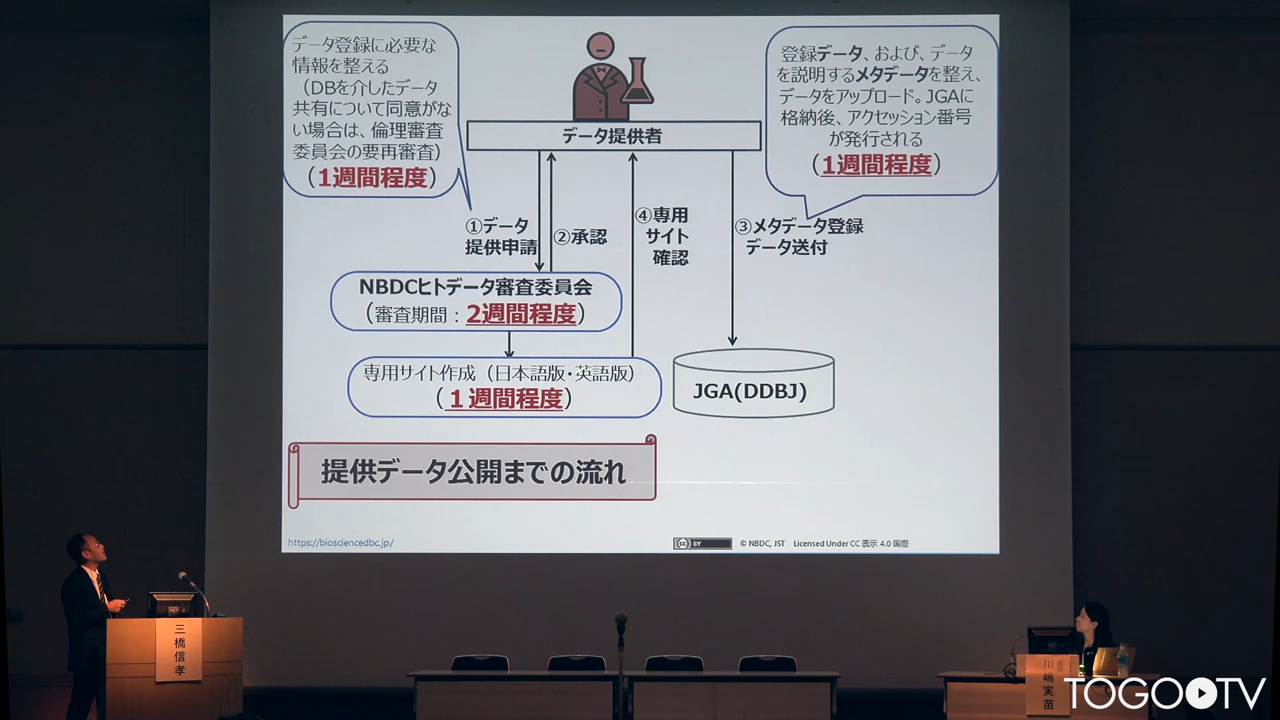 データ登録に必要な
情報を整える
（DBを介したデータ
共有について同意がな
い場合は、倫理審査
委員会の要再審査）
（1週間程度）
データ提供者
登録データ、および、データ
を説明するメタデータを整え、
データをアップロード。JGAに
格納後、アクセッション番号
が発行される
（1週間程度）
①データ
提供申請
②承認
④専用
サイト
確認
③メタデータ登録
データ送付
NBDCヒトデータ審査委員会
（審査期間：2週間程度）
専用サイト作成（日本語版・英語版）
（１週間程度）
JGA(DDBJ)
提供データ公開までの流れ
https://biosciencedbc.jp/
CC BY
© NBDC, JST Licensed Under CC 表示 4.0 国際
三橋信孝
川嶋実苗
TOGOTV